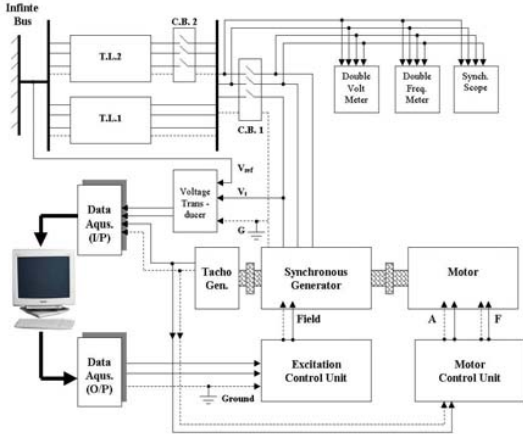 Infinite
Bus
C.B. 2
T.L.2
T.L.1
C.B. 1
Double
Volt
Meter
Double
Freq.
Meter
Synch.
Scope
Vref
Vt
G
Voltage
Trans -
ducer
Data
Aqus.
(I/P)
Tacho
Gen.
Synchronous
Generator
Motor
Field
A
F
Data
Aqus.
(O/P)
Excitation
Control Unit
Motor
Control Unit
Ground